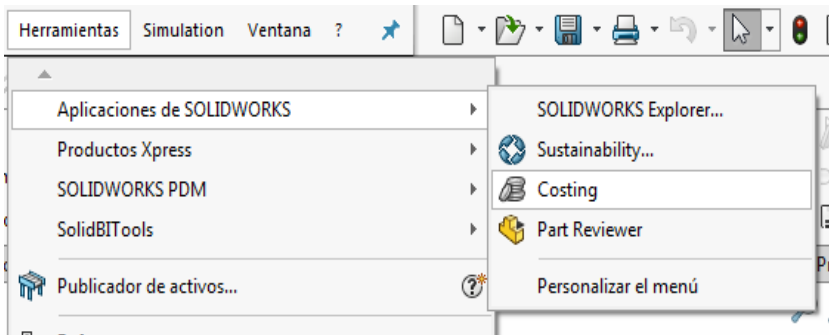 Herramientas Simulation Ventana ?
Aplicaciones de SOLIDWORKS
SOLIDWORKS Explorer...
Productos Xpress
Sustainability...
SOLIDWORKS PDM
Costing
SolidBITools
Part Reviewer
Publicador de activos...
Personalizar el menú